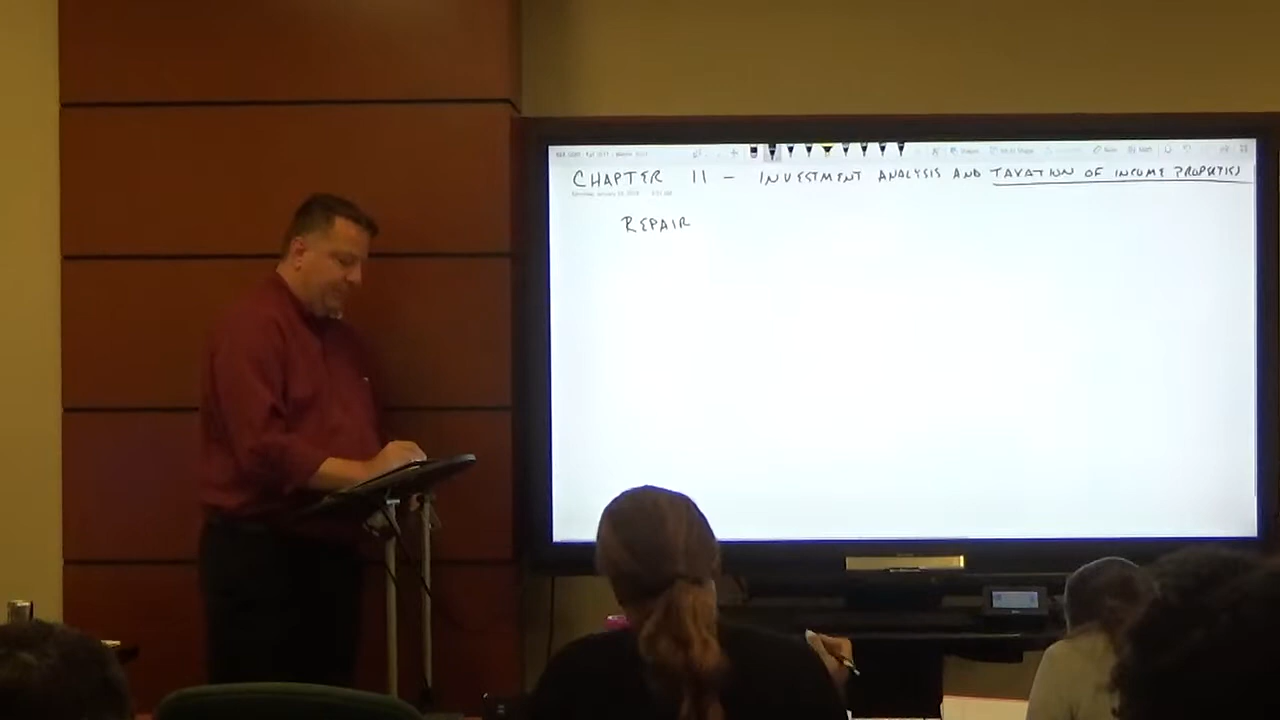 CHAPTER 11 - INVESTMENT ANALYSIS AND TAXATION OF INCOME PROPERTIES
REPAIR